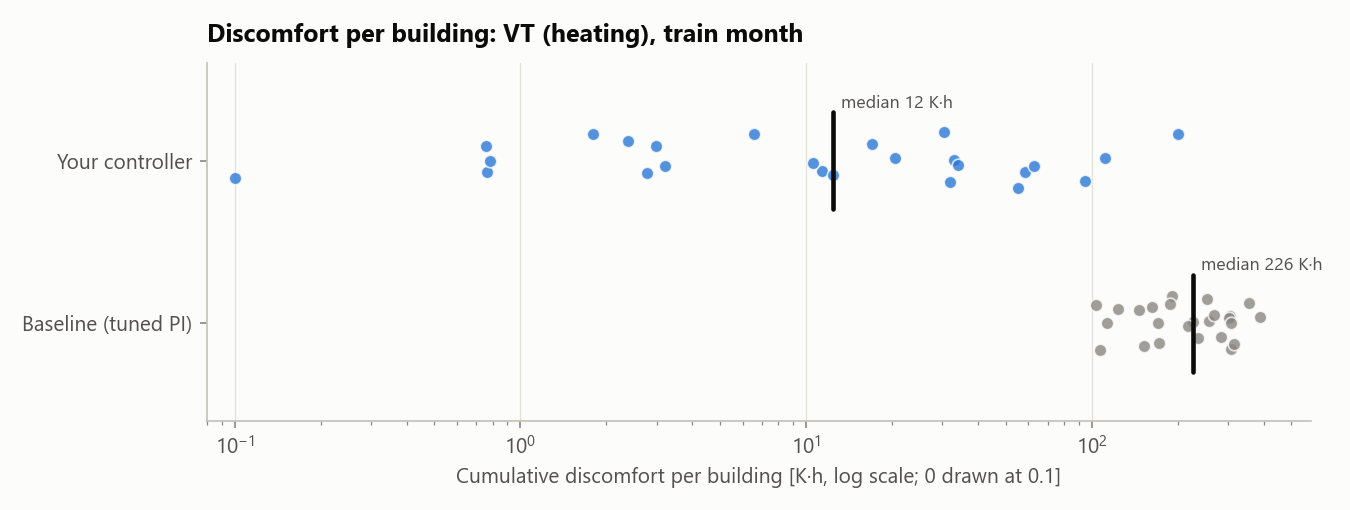 Discomfort per building: VT (heating), train month
median 12 K·h
Your controller
median 226 K·h
Baseline (tuned PI)
10⁻¹ 10⁰ 10¹ 10²
Cumulative discomfort per building [K·h, log scale; 0 drawn at 0.1]